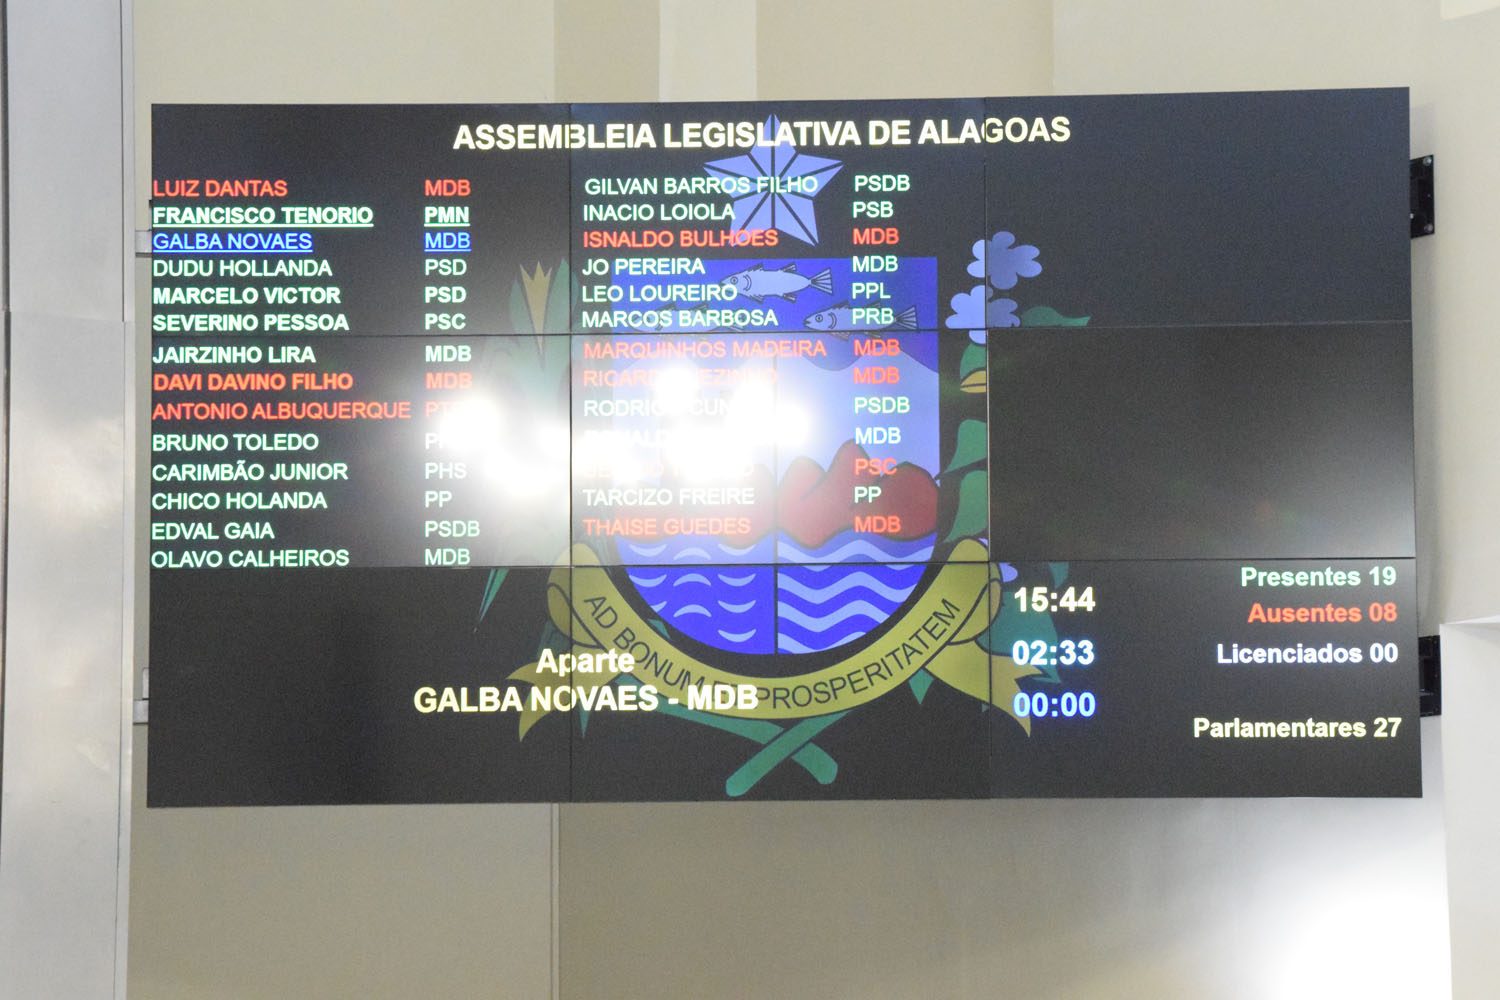 ASSEMBLEIA LEGISLATIVA DE ALAGOAS
LUIZ DANTAS MDB
FRANCISCO TENORIO PMN
GALBA NOVAES MDB
DUDU HOLLANDA PSD
MARCELO VICTOR PSD
SEVERINO PESSOA PSC
JAIRZINHO LIRA MDB
DAVI DAVINO FILHO MDB
ANTONIO ALBUQUERQUE
BRUNO TOLEDO
CARIMBÃO JUNIOR PHS
CHICO HOLANDA PP
EDVAL GAIA PSDB
OLAVO CALHEIROS MDB
GILVAN BARROS FILHO PSDB
INACIO LOIOLA PSB
ISNALDO BULHOES MDB
JO PEREIRA MDB
LEO LOUREIRO PPL
MARCOS BARBOSA PRB
MARQUINHOS MADEIRA MDB
MDB
PSDB
MDB
PSC
TARCIZO FREIRE PP
THAISE GUEDES MDB
AD BONUM PROSPERITATEM
Aparte
GALBA NOVAES - MDB
15:44
02:33
00:00
Presentes 19
Ausentes 08
Licenciados 00
Parlamentares 27